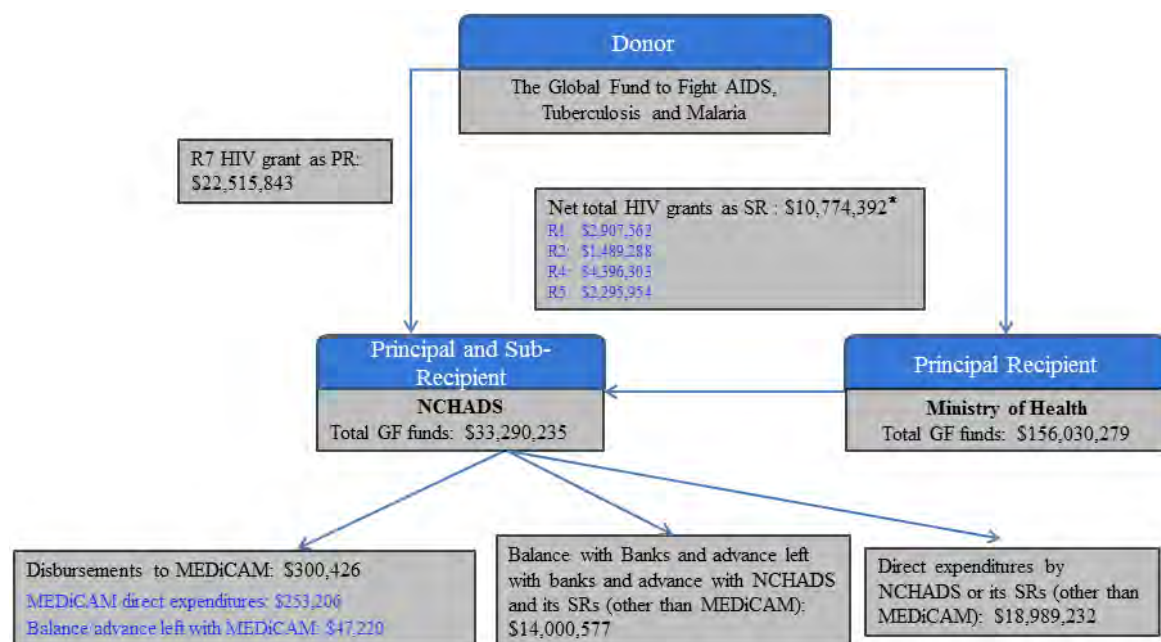 Donor
The Global Fund to Fight AIDS,
Tuberculosis and Malaria
R7 HIV grant as PR:
$22,515,843
Net total HIV grants as SR : $10,774,392*
R1: $2,907,562
R2: $1,489,288
R4: $4,396,303
R5: $2,295,954
Principal and Sub-
Recipient
NCHADS
Total GF funds: $33,290,235
Principal Recipient
Ministry of Health
Total GF funds: $156,030,279
Disbursements to MEDiCAM: $300,426
MEDiCAM direct expenditures: $253,206
Balance advance left with MEDiCAM: $47,220
Balance with Banks and advance left
with banks and advance with NCHADS
and its SRs (other than MEDiCAM):
$14,000,577
Direct expenditures by
NCHADS or its SRs (other than
MEDiCAM): $18,989,232